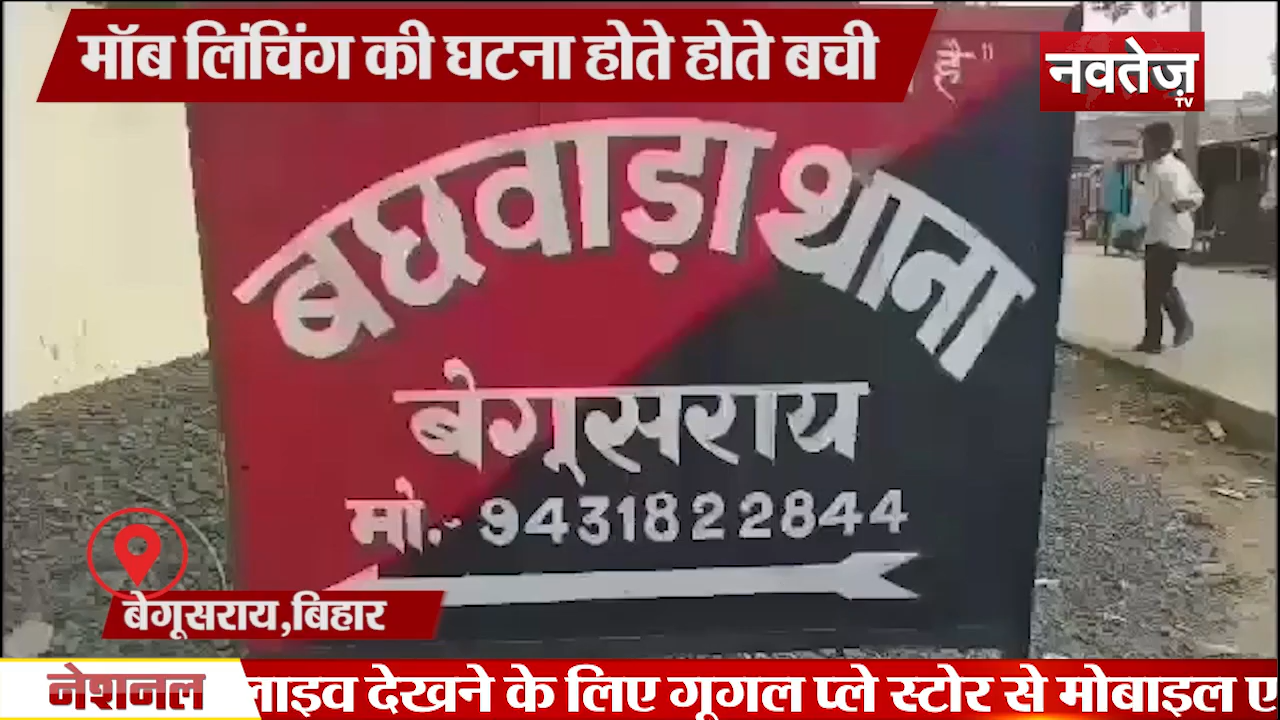 मॉब लिंचिंग की घटना होते होते बची
नवतेज़
TV
है"
बछवाड़ा थाना
बेगूसराय
मो.- 9431822844
बेगूसराय,बिहार
नेशनल
लाइव देखने के लिए गूगल प्ले स्टोर से मोबाइल ए